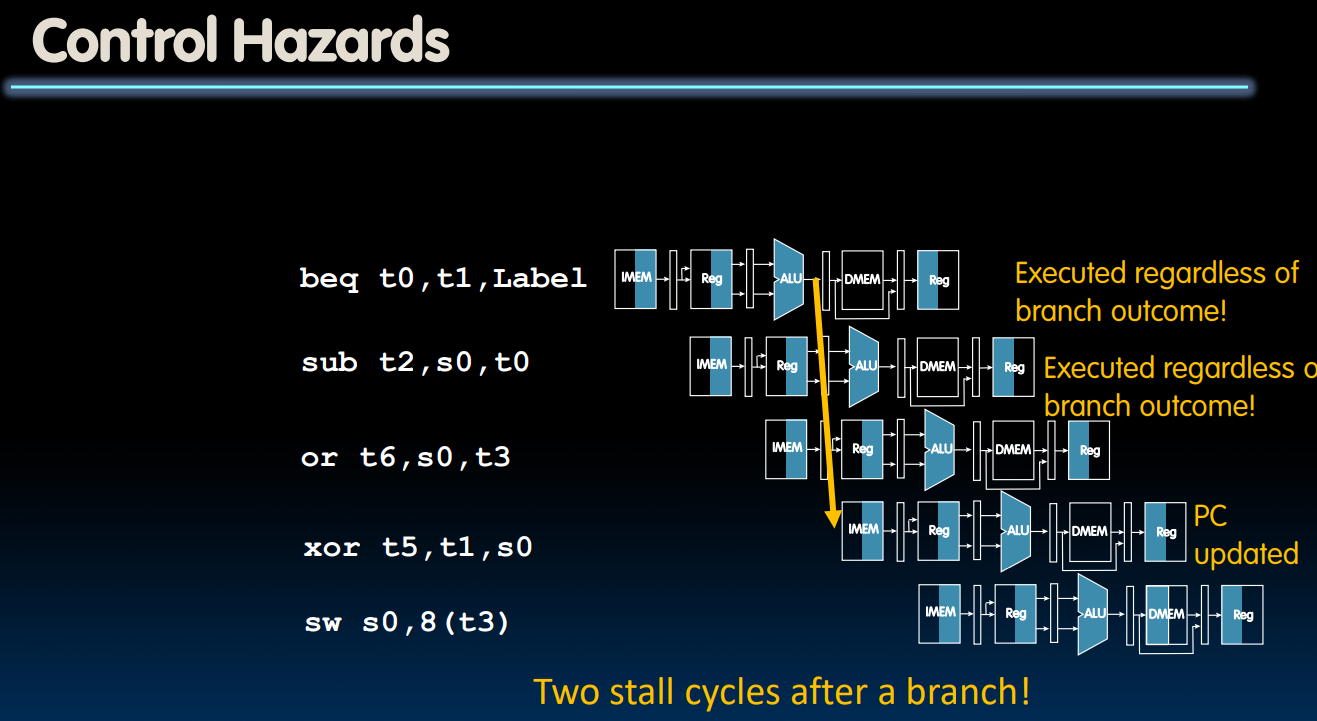 Control Hazards
beq t0,t1,Label
IMEM Reg ALU DMEM Reg
Executed regardless of
branch outcome!
sub t2,s0,t0
IMEM Reg ALU DMEM Reg
Executed regardless o
branch outcome!
or t6,s0,t3
IMEM Reg ALU DMEM Reg
xor t5,t1,s0
IMEM Reg ALU DMEM Reg
PC
updated
sw s0,8(t3)
IMEM Reg ALU DMEM Reg
Two stall cycles after a branch!